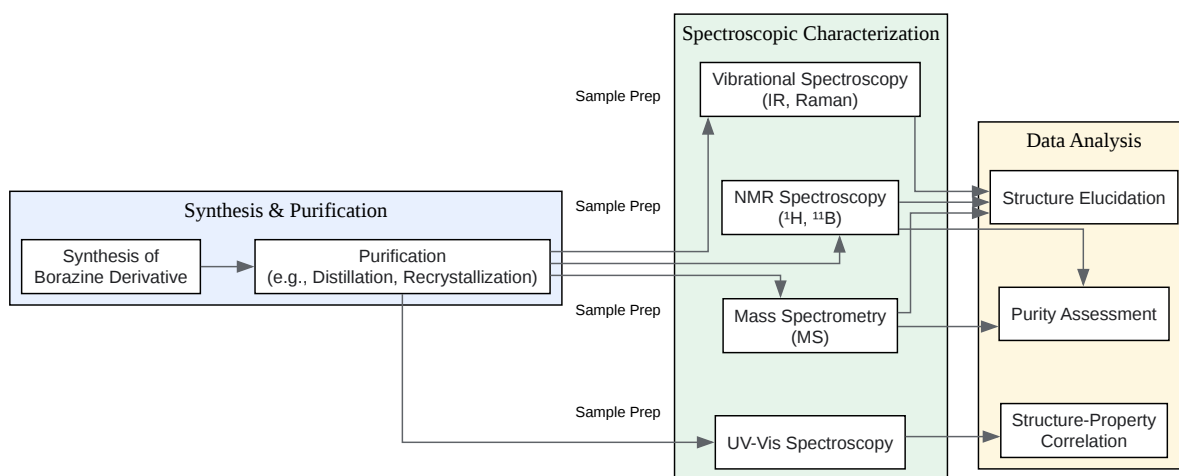 Synthesis & Purification
Synthesis of
Borazine Derivative
Purification
(e.g., Distillation, Recrystallization)
Sample Prep
Sample Prep
Sample Prep
Sample Prep
Spectroscopic Characterization
Vibrational Spectroscopy
(IR, Raman)
NMR Spectroscopy
(¹H, ¹¹B)
Mass Spectrometry
(MS)
UV-Vis Spectroscopy
Data Analysis
Structure Elucidation
Purity Assessment
Structure-Property
Correlation